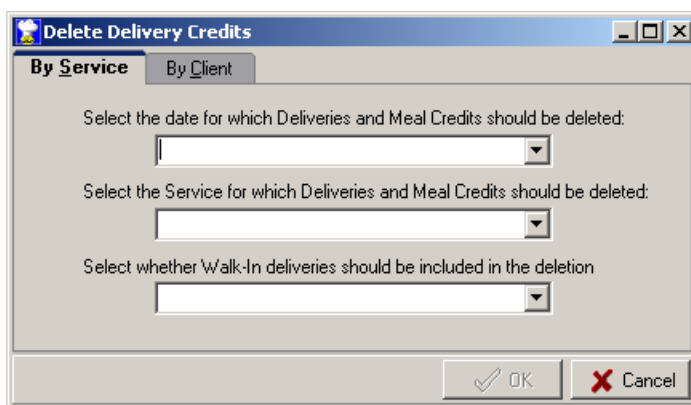 Delete Delivery Credits
By Service By Client
Select the date for which Deliveries and Meal Credits should be deleted:
Select the Service for which Deliveries and Meal Credits should be deleted:
Select whether Walk-In deliveries should be included in the deletion
OK Cancel